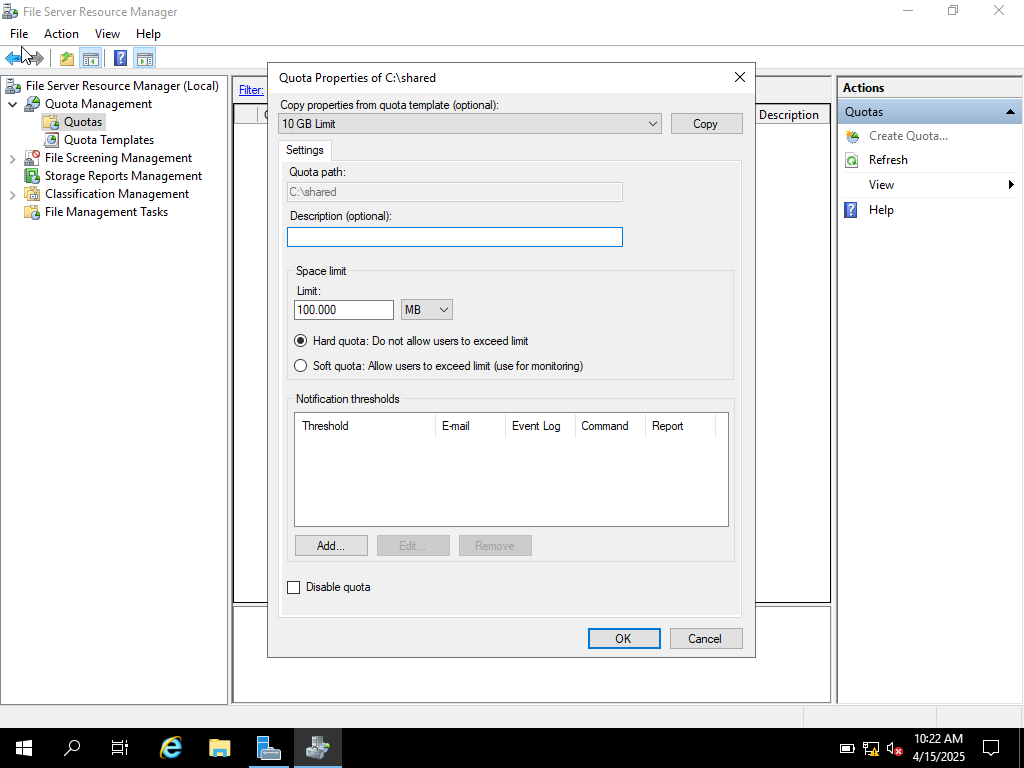 File Server Resource Manager
File Action View Help
File Server Resource Manager (Local)
Quota Management
Quotas
Quota Templates
File Screening Management
Storage Reports Management
Classification Management
File Management Tasks
Filter:
Description
Quota Properties of C:\shared
Copy properties from quota template (optional):
10 GB Limit
Copy
Settings
Quota path:
C:\shared
Description (optional):
Space limit
Limit:
100.000 MB
Hard quota: Do not allow users to exceed limit
Soft quota: Allow users to exceed limit (use for monitoring)
Notification thresholds
Threshold E-mail Event Log Command Report
Add... Edit... Remove
Disable quota
OK Cancel
Actions
Quotas
Create Quota...
Refresh
View
Help
10:22 AM
4/15/2025